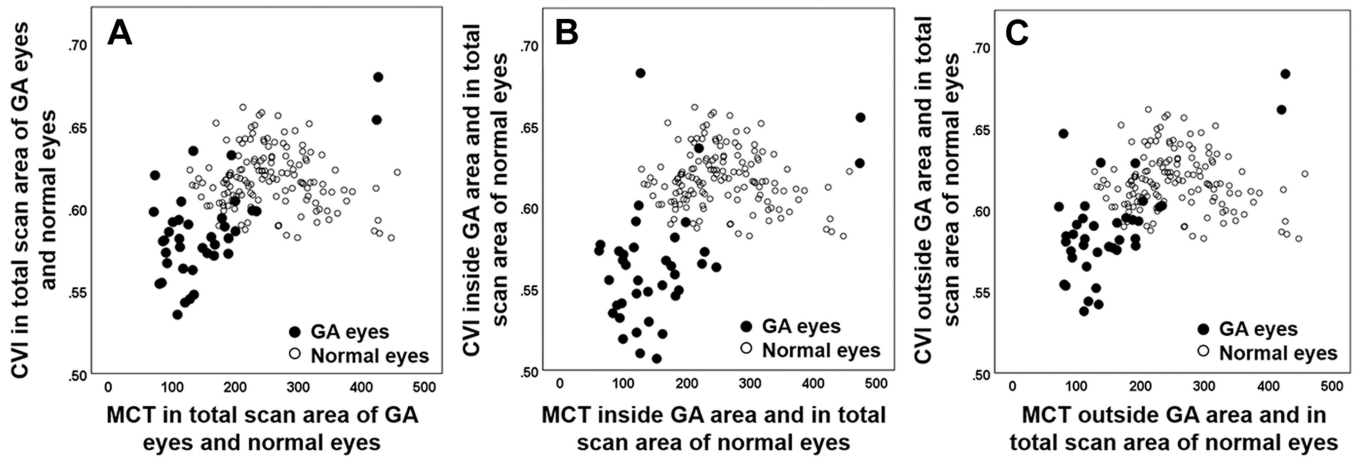 A
CVI in total scan area of GA eyes
and normal eyes
.70
.65
.60
.55
.50
0 100 200 300 400 500
GA eyes
Normal eyes
MCT in total scan area of GA
eyes and normal eyes
B
CVI inside GA area and in total
scan area of normal eyes
.70
.65
.60
.55
.50
0 100 200 300 400 500
GA eyes
Normal eyes
MCT inside GA area and in total
scan area of normal eyes
C
CVI outside GA area and in total
scan area of normal eyes
.70
.65
.60
.55
.50
0 100 200 300 400 500
GA eyes
Normal eyes
MCT outside GA area and in
total scan area of normal eyes